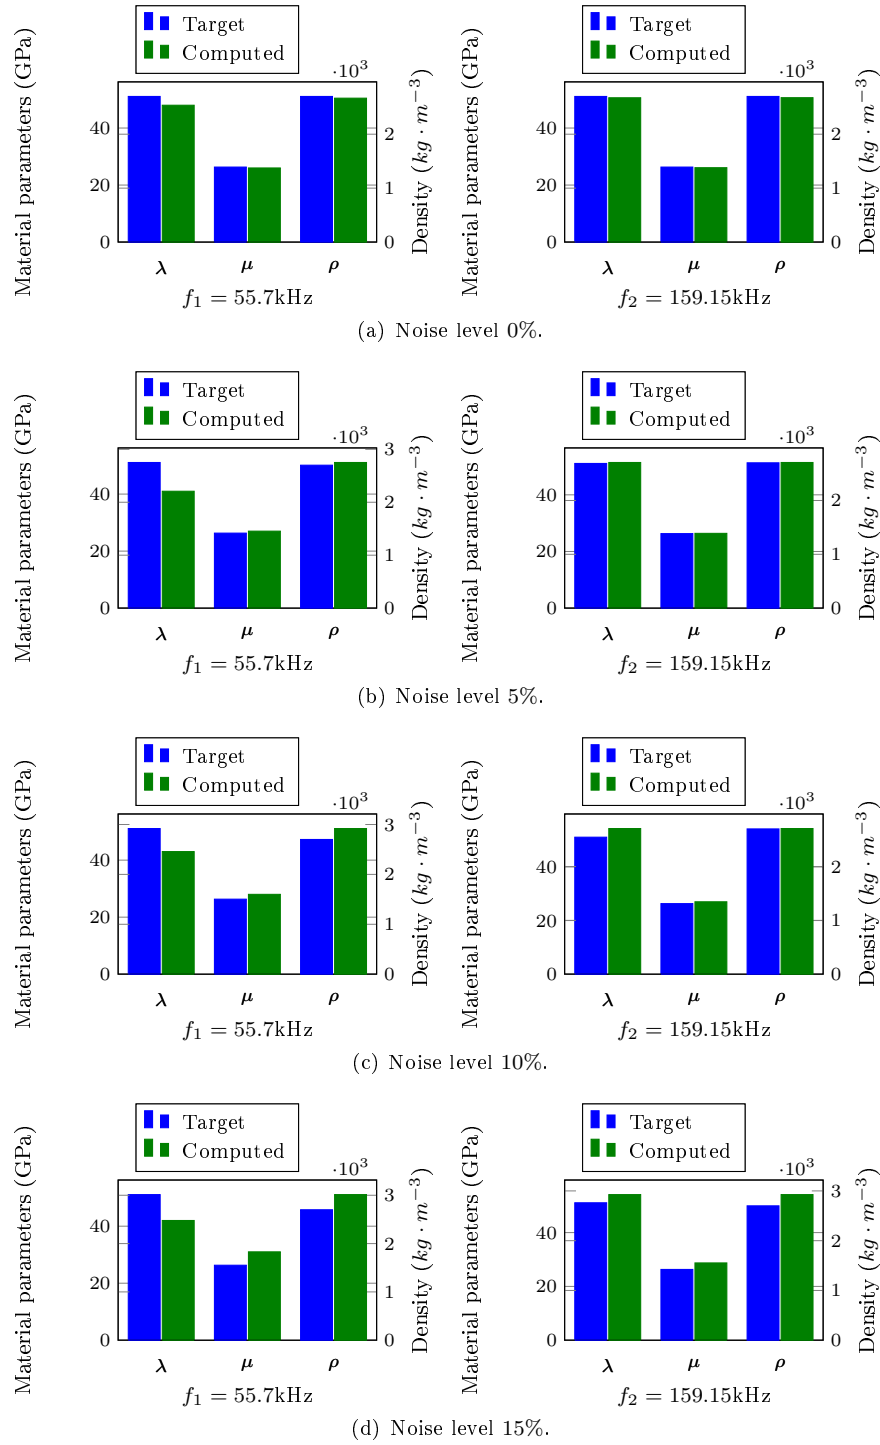 Target
Computed
Material parameters (GPa)
Density (kg · m⁻³)
·10³
40
20
0
2
1
0
λ μ ρ
f₁ = 55.7kHz
Target
Computed
Material parameters (GPa)
Density (kg · m⁻³)
·10³
40
20
0
2
1
0
λ μ ρ
f₂ = 159.15kHz
(a) Noise level 0%.
Target
Computed
Material parameters (GPa)
Density (kg · m⁻³)
·10³
40
20
0
3
2
1
0
λ μ ρ
f₁ = 55.7kHz
Target
Computed
Material parameters (GPa)
Density (kg · m⁻³)
·10³
40
20
0
2
1
0
λ μ ρ
f₂ = 159.15kHz
(b) Noise level 5%.
Target
Computed
Material parameters (GPa)
Density (kg · m⁻³)
·10³
40
20
0
3
2
1
0
λ μ ρ
f₁ = 55.7kHz
Target
Computed
Material parameters (GPa)
Density (kg · m⁻³)
·10³
40
20
0
2
1
0
λ μ ρ
f₂ = 159.15kHz
(c) Noise level 10%.
Target
Computed
Material parameters (GPa)
Density (kg · m⁻³)
·10³
40
20
0
3
2
1
0
λ μ ρ
f₁ = 55.7kHz
Target
Computed
Material parameters (GPa)
Density (kg · m⁻³)
·10³
40
20
0
3
2
1
0
λ μ ρ
f₂ = 159.15kHz
(d) Noise level 15%.